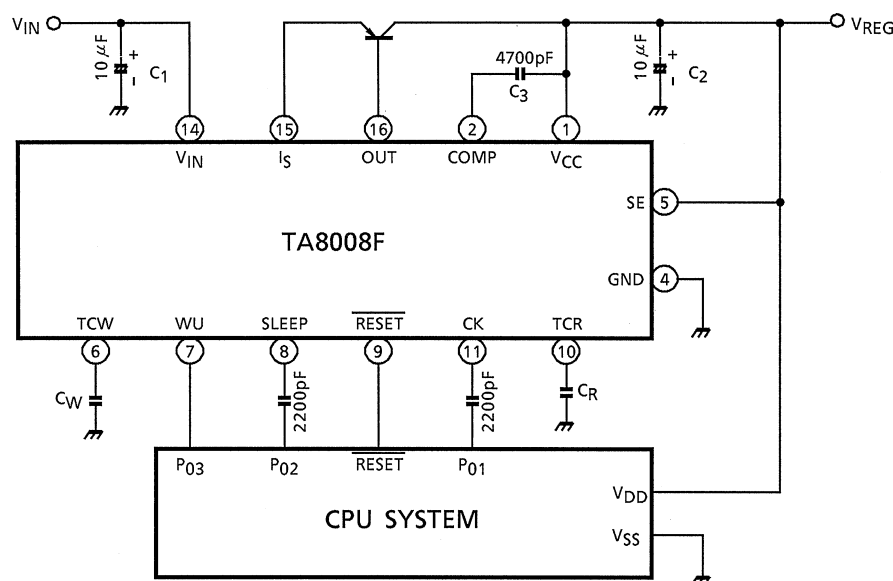 VIN
VREG
10 μF
+
-
C1
4700pF
C3
10 μF
+
-
C2
14
15
16
2
1
VIN
IS
OUT
COMP
VCC
SE
5
TA8008F
GND
4
TCW
WU
SLEEP
RESET
CK
TCR
6
7
8
9
11
10
CW
2200pF
2200pF
CR
P03
P02
RESET
P01
VDD
CPU SYSTEM
VSS